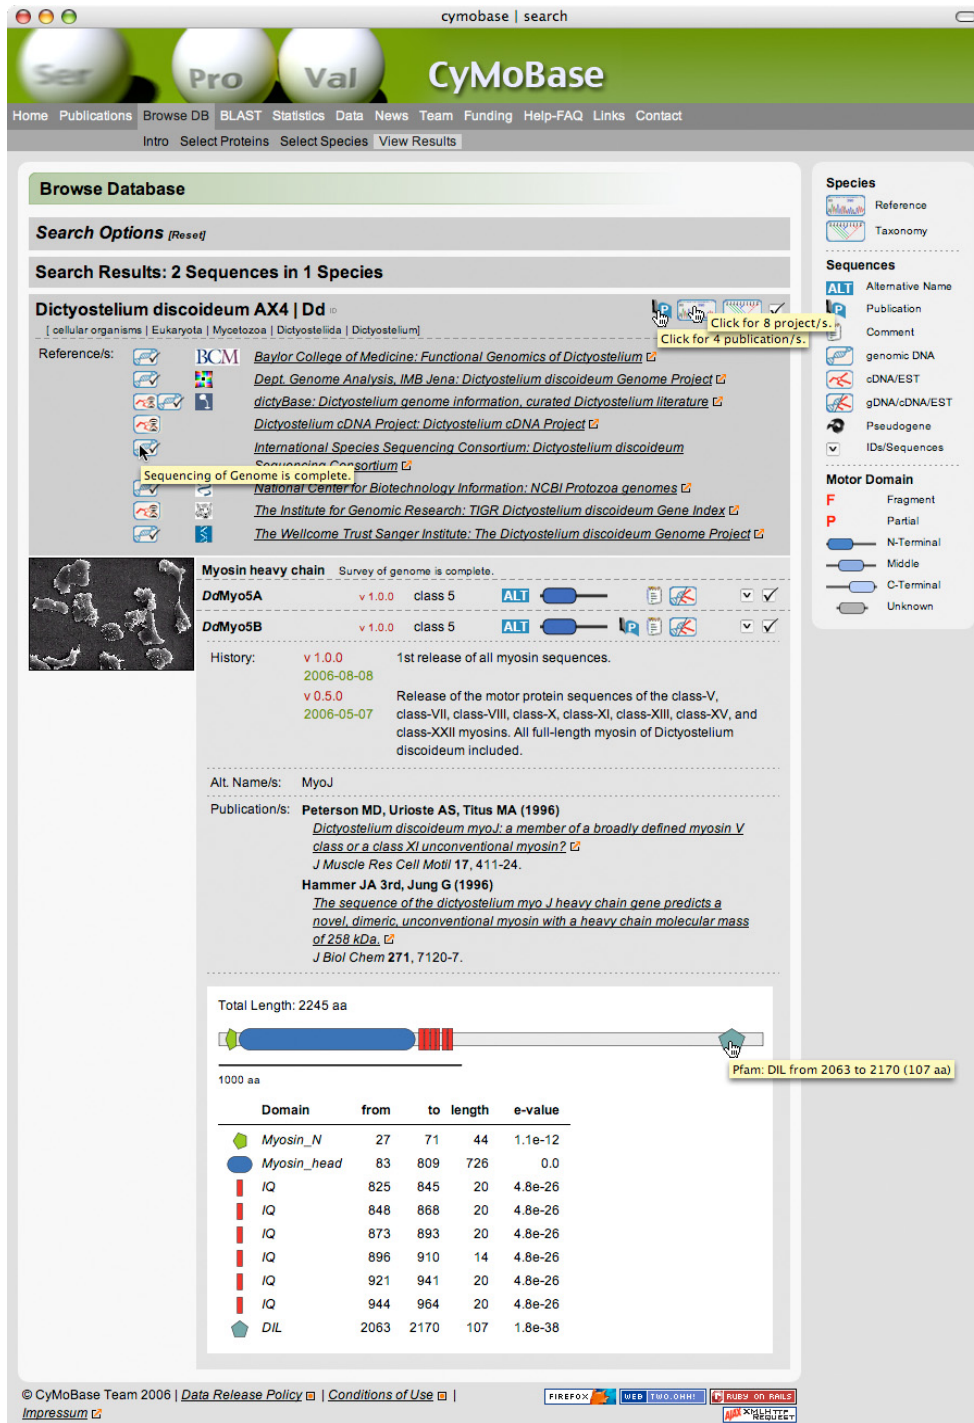 cymobase | search
Ser Pro Val CyMoBase
Home Publications Browse DB BLAST Statistics Data News Team Funding Help-FAQ Links Contact
Intro Select Proteins Select Species View Results
Browse Database
Search Options [Reset]
Search Results: 2 Sequences in 1 Species
Dictyostelium discoideum AX4 | Dd ID
Click for 8 project/s.
[ cellular organisms | Eukaryota | Mycetozoa | Dictyosteliida | Dictyostelium]
Click for 4 publication/s.
Reference/s: BCM Baylor College of Medicine: Functional Genomics of Dictyostelium
Dept. Genome Analysis, IMB Jena: Dictyostelium discoideum Genome Project
dictyBase: Dictyostelium genome information, curated Dictyostelium literature
Dictyostelium cDNA Project: Dictyostelium cDNA Project
International Species Sequencing Consortium: Dictyostelium discoideum
Sequencing Consortium
Sequencing of Genome is complete.
National Center for Biotechnology Information: NCBI Protozoa genomes
The Institute for Genomic Research: TIGR Dictyostelium discoideum Gene Index
The Wellcome Trust Sanger Institute: The Dictyostelium discoideum Genome Project
Myosin heavy chain Survey of genome is complete.
DdMyo5A v 1.0.0 class 5 ALT
DdMyo5B v 1.0.0 class 5 ALT P
History: v 1.0.0 1st release of all myosin sequences.
2006-08-08
v 0.5.0 Release of the motor protein sequences of the class-V,
2006-05-07 class-VII, class-VIII, class-X, class-XI, class-XIII, class-XV, and
class-XXII myosins. All full-length myosin of Dictyostelium
discoideum included.
Alt. Name/s: MyoJ
Publication/s: Peterson MD, Urioste AS, Titus MA (1996)
Dictyostelium discoideum myoJ: a member of a broadly defined myosin V
class or a class XI unconventional myosin?
J Muscle Res Cell Motil 17, 411-24.
Hammer JA 3rd, Jung G (1996)
The sequence of the dictyostelium myo J heavy chain gene predicts a
novel, dimeric, unconventional myosin with a heavy chain molecular mass
of 258 kDa.
J Biol Chem 271, 7120-7.
Total Length: 2245 aa
Pfam: DIL from 2063 to 2170 (107 aa)
1000 aa
Domain from to length e-value
Myosin_N 27 71 44 1.1e-12
Myosin_head 83 809 726 0.0
IQ 825 845 20 4.8e-26
IQ 848 868 20 4.8e-26
IQ 873 893 20 4.8e-26
IQ 896 910 14 4.8e-26
IQ 921 941 20 4.8e-26
IQ 944 964 20 4.8e-26
DIL 2063 2170 107 1.8e-38
Species
Reference
Taxonomy
Sequences
ALT Alternative Name
P Publication
Comment
genomic DNA
cDNA/EST
gDNA/cDNA/EST
Pseudogene
IDs/Sequences
Motor Domain
F Fragment
P Partial
N-Terminal
Middle
C-Terminal
Unknown
© CyMoBase Team 2006 | Data Release Policy | Conditions of Use |
Impressum
FIREFOX WEB TWO.OHH! RUBY ON RAILS
AJAX XMLHTTP REQUEST